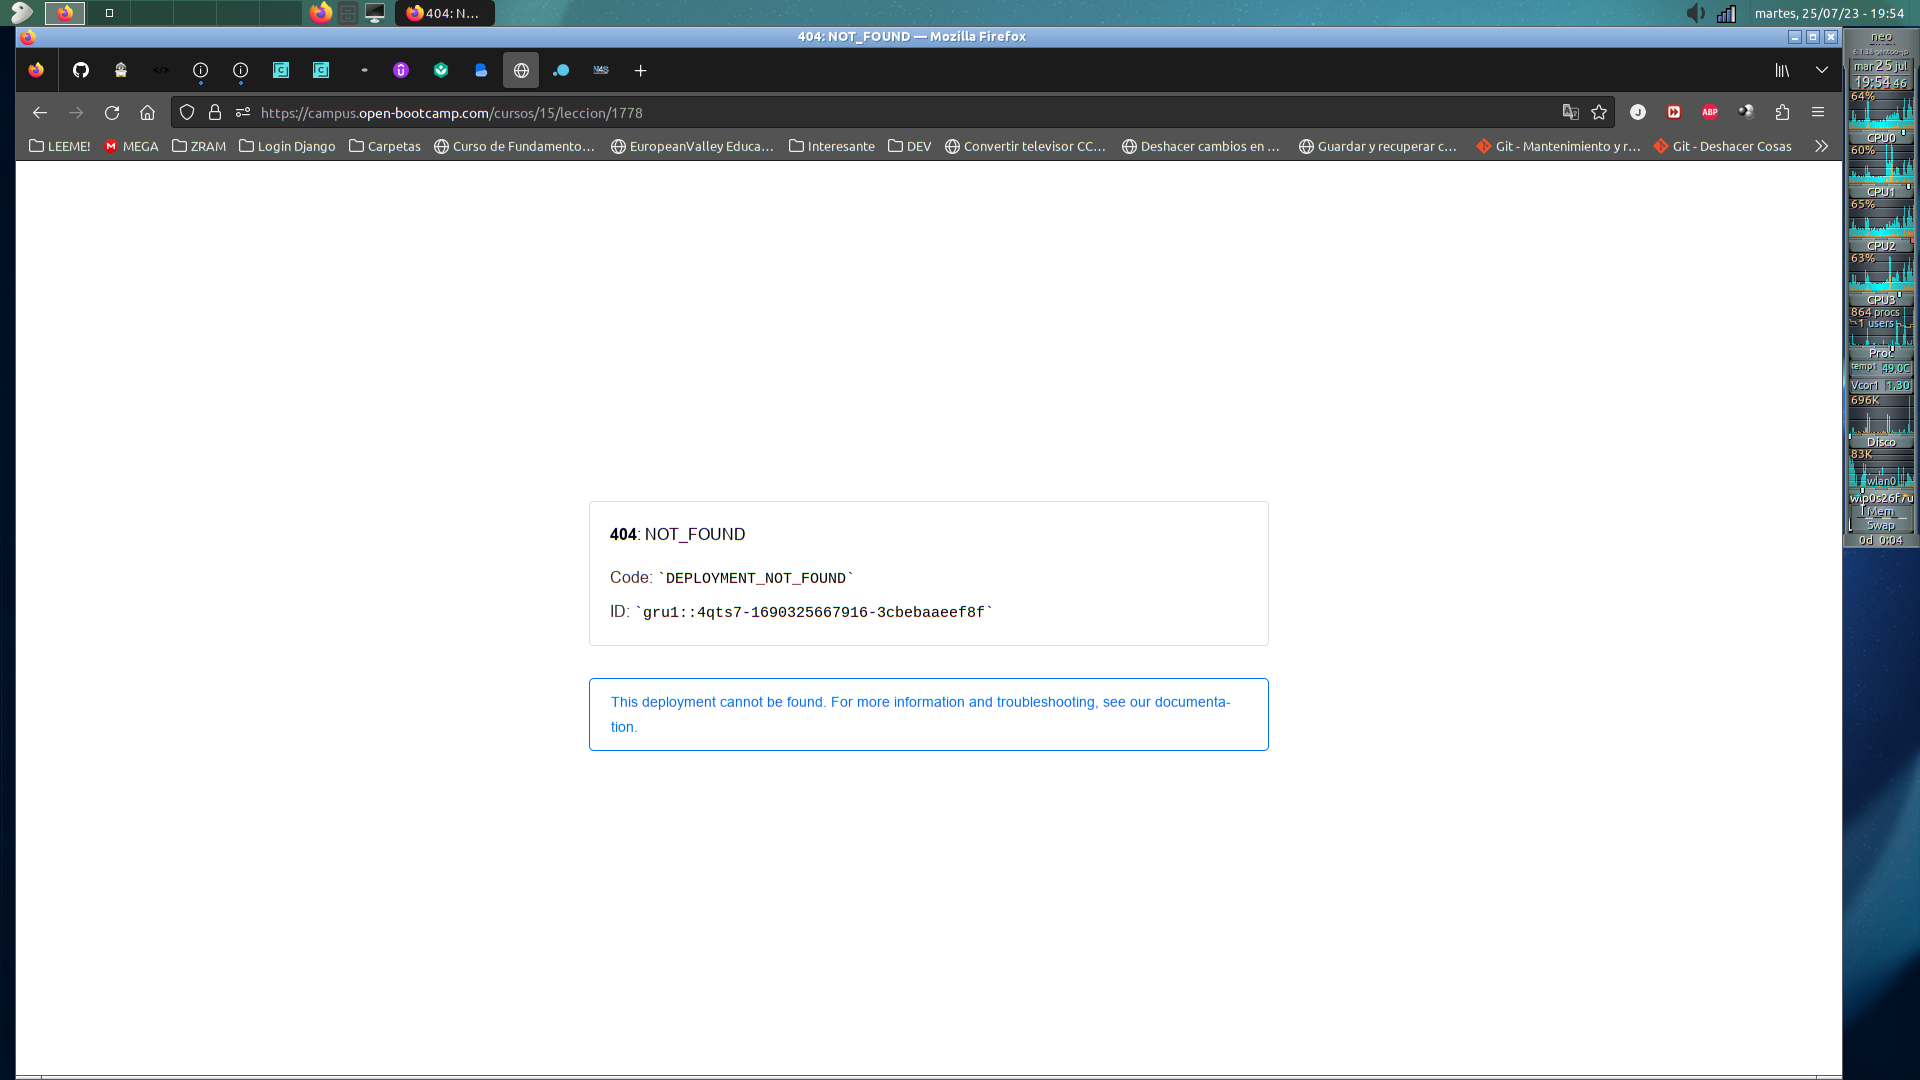 404: N...
martes, 25/07/23 - 19:54
404: NOT_FOUND — Mozilla Firefox
https://campus.open-bootcamp.com/cursos/15/leccion/1778
ABP
LEEME! MEGA ZRAM Login Django Carpetas Curso de Fundamento... EuropeanValley Educa... Interesante DEV Convertir televisor CC... Deshacer cambios en ... Guardar y recuperar c... Git - Mantenimiento y r... Git - Deshacer Cosas
404: NOT_FOUND
Code: `DEPLOYMENT_NOT_FOUND`
ID: `gru1::4qts7-1690325667916-3cbebaaeef8f`
This deployment cannot be found. For more information and troubleshooting, see our documenta-
tion.
neo
mar 25 jul
19:54 46
64%
CPU0
60%
CPU1
65%
CPU2
63%
CPU3
864 procs
1 users
Proc
temp1 49.0C
Vcor1 1.30
696K
Disco
83K
wlan0
Mem
Swap
0d 0:04